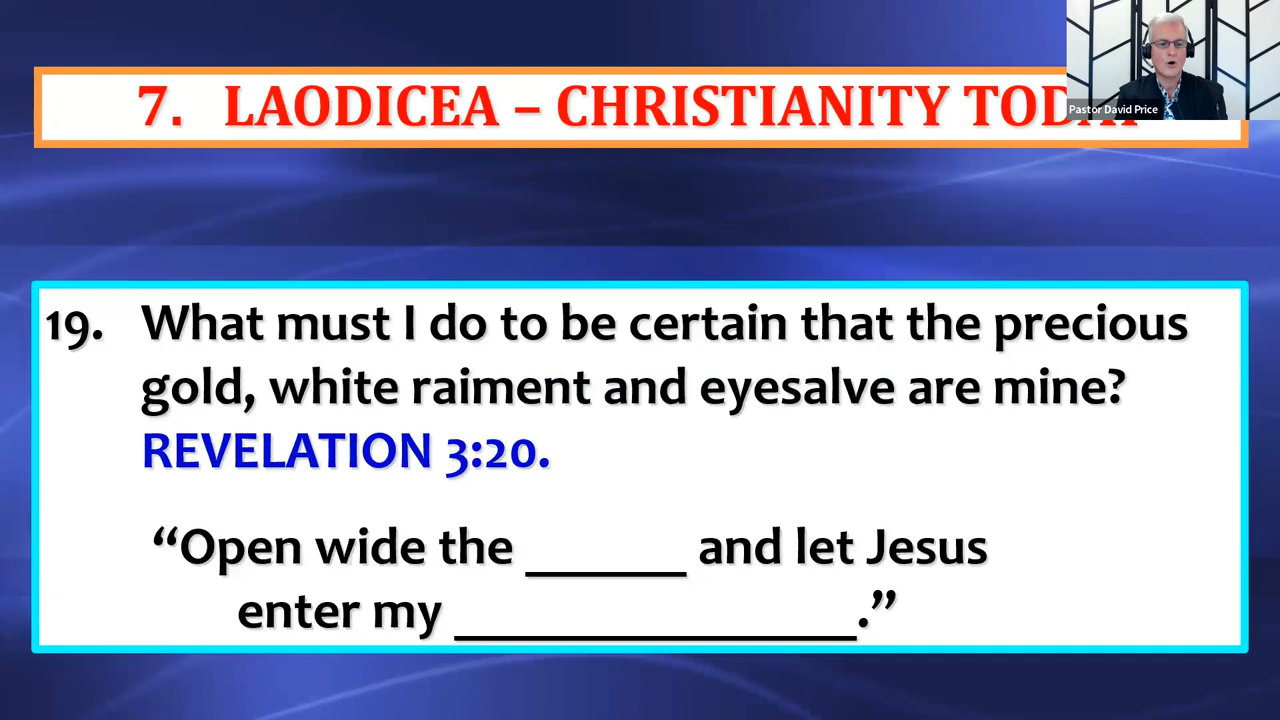 7. LAODICEA – CHRISTIANITY TODAY
Pastor David Price
19. What must I do to be certain that the precious
gold, white raiment and eyesalve are mine?
REVELATION 3:20.
“Open wide the ______ and let Jesus
enter my _______________.”